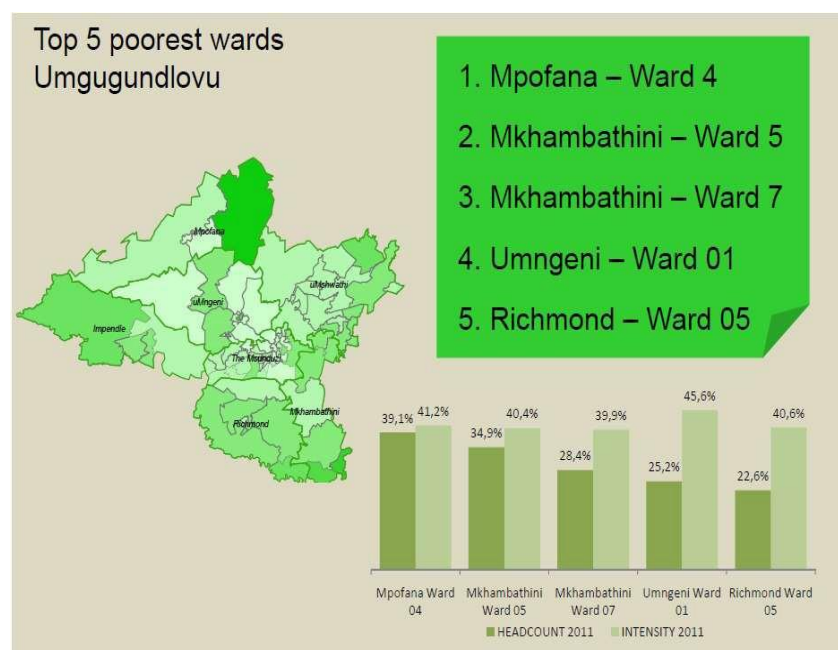 Top 5 poorest wards
Umgugundlovu
1. Mpofana – Ward 4
2. Mkhambathini – Ward 5
3. Mkhambathini – Ward 7
4. Umngeni – Ward 01
5. Richmond – Ward 05
Mpofana
uMshwathi
uMngeni
Impendle
The Msunduzi
Mkhambathini
Richmond
39,1% 41,2% 34,9% 40,4% 28,4% 39,9% 25,2% 45,6% 22,6% 40,6%
Mpofana Ward 04
Mkhambathini Ward 05
Mkhambathini Ward 07
Umngeni Ward 01
Richmond Ward 05
HEADCOUNT 2011 INTENSITY 2011